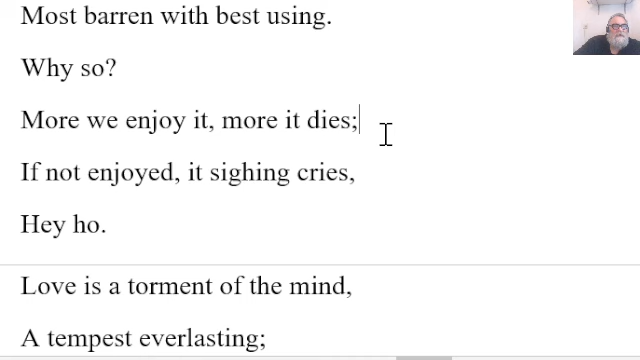 Most barren with best using.
Why so?
More we enjoy it, more it dies;
If not enjoyed, it sighing cries,
Hey ho.
Love is a torment of the mind,
A tempest everlasting;